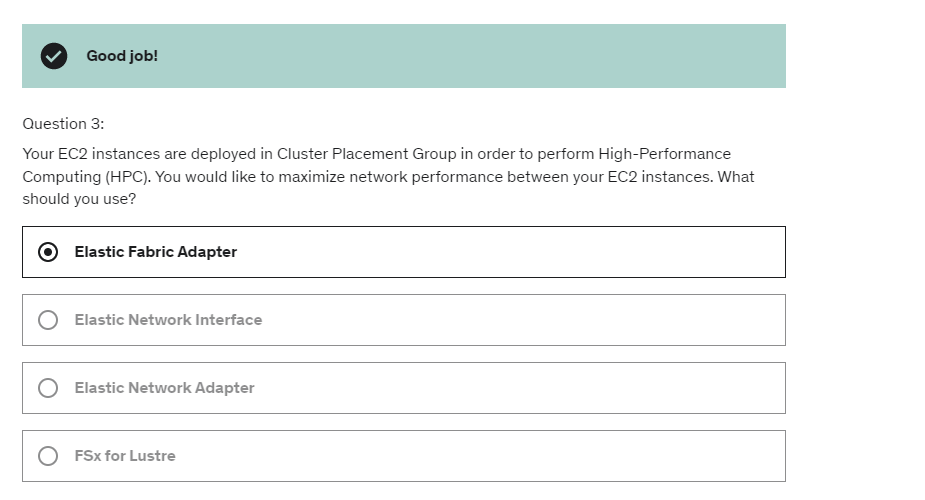 Good job!
Question 3:
Your EC2 instances are deployed in Cluster Placement Group in order to perform High-Performance
Computing (HPC). You would like to maximize network performance between your EC2 instances. What
should you use?
Elastic Fabric Adapter
Elastic Network Interface
Elastic Network Adapter
FSx for Lustre